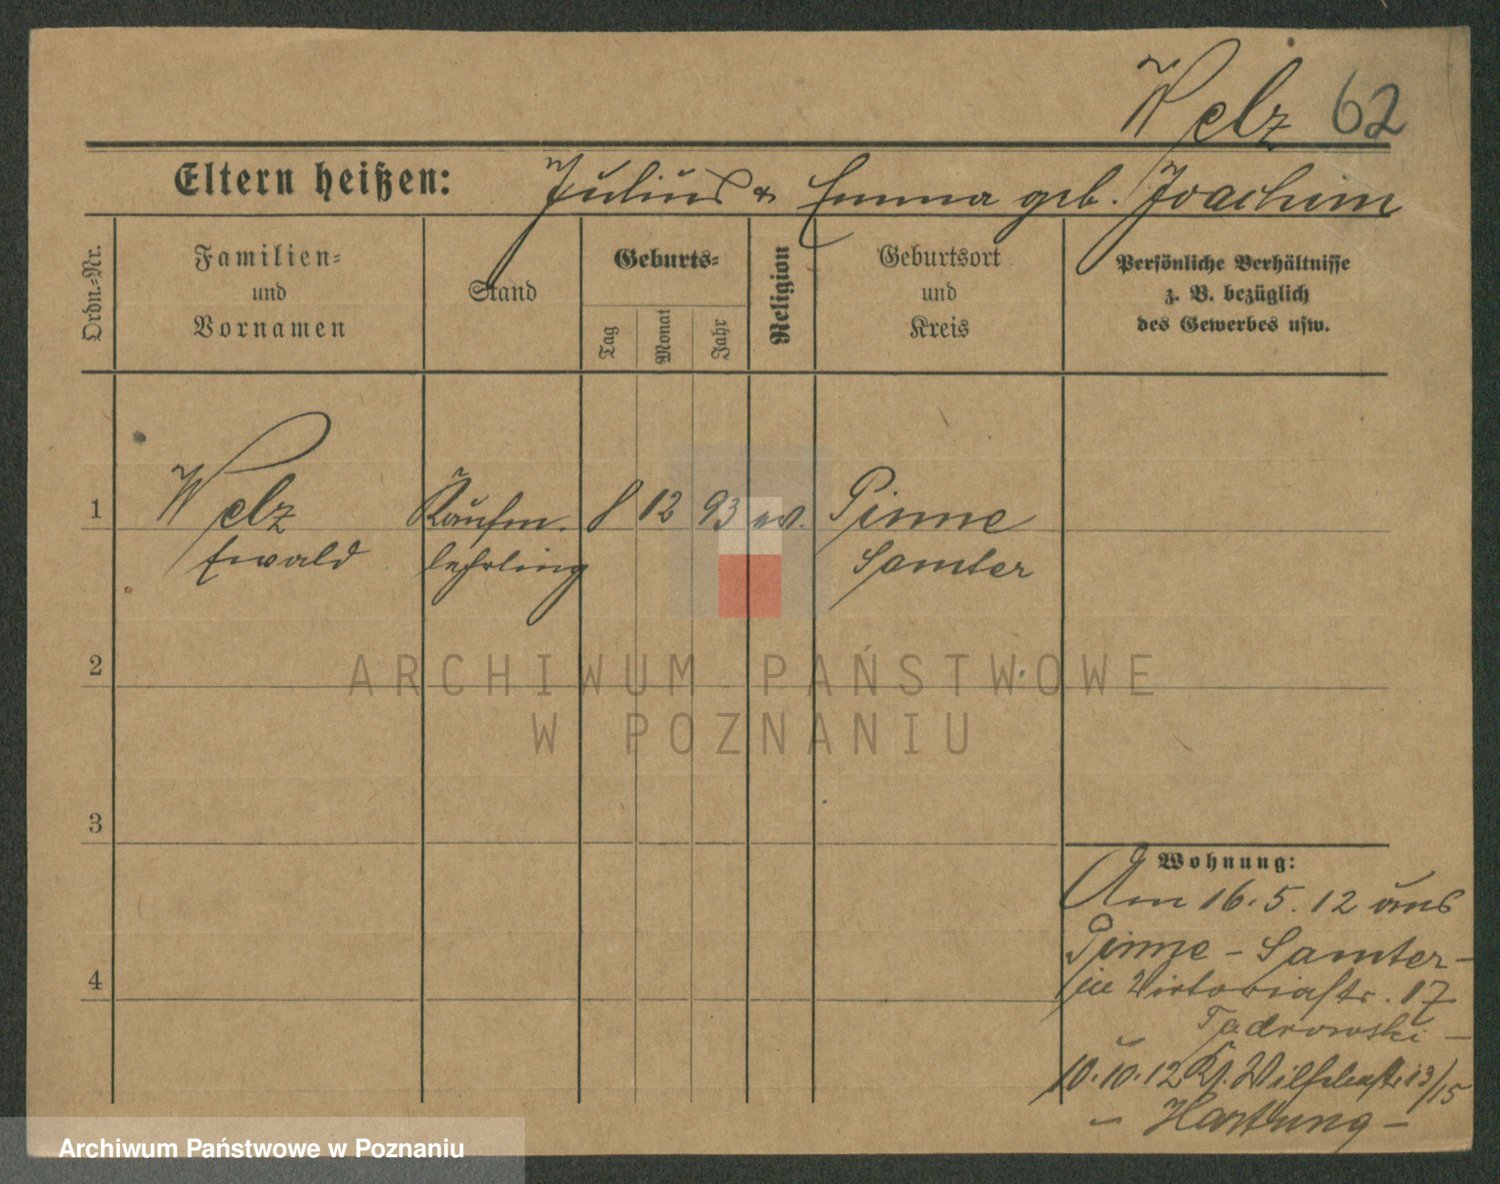 Welz 62
Eltern heißen: Julius & Emma geb. Joachim
Ordn.-Nr.
Familien-
und
Vornamen
Stand
Geburts-
Tag
Monat
Jahr
Religion
Geburtsort
und
Kreis
Persönliche Verhältnisse
z. B. bezüglich
des Gewerbes usw.
1 Welz Kaufm. 8 12 93 ev. Pinne
Ewald lehrling Samter
2
3
4
Wohnung:
Am 16.5.12 aus
Pinne - Samter -
in Victoriastr. 17
10.10.12
- Hartung -
ARCHIWUM PAŃSTWOWE
W POZNANIU
Archiwum Państwowe w Poznaniu